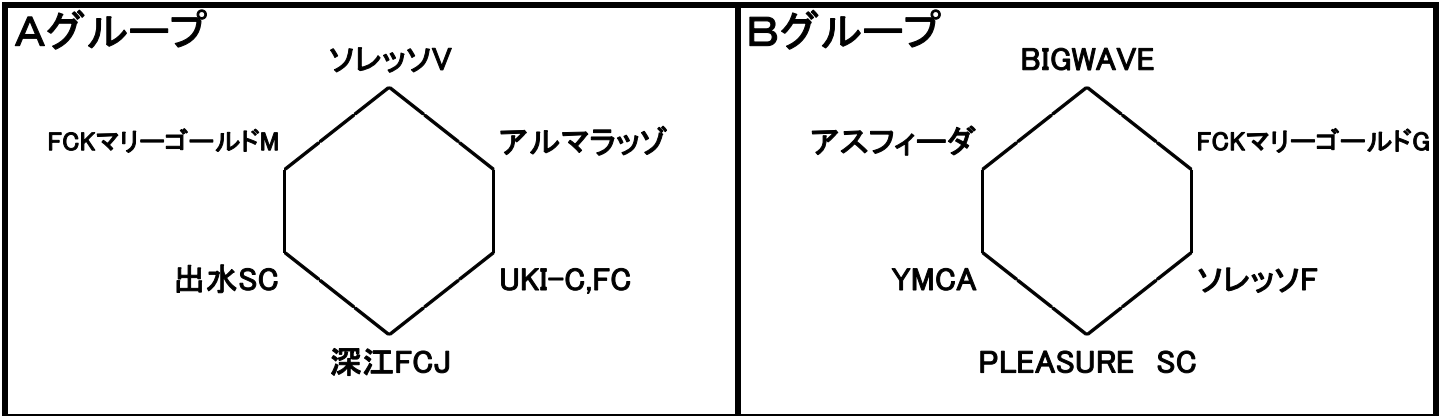 Aグループ
ソレッソV
FCKマリーゴールドM
アルマラッゾ
出水SC
UKI-C,FC
深江FCJ
Bグループ
BIGWAVE
アスフィーダ
FCKマリーゴールドG
YMCA
ソレッソF
PLEASURE SC